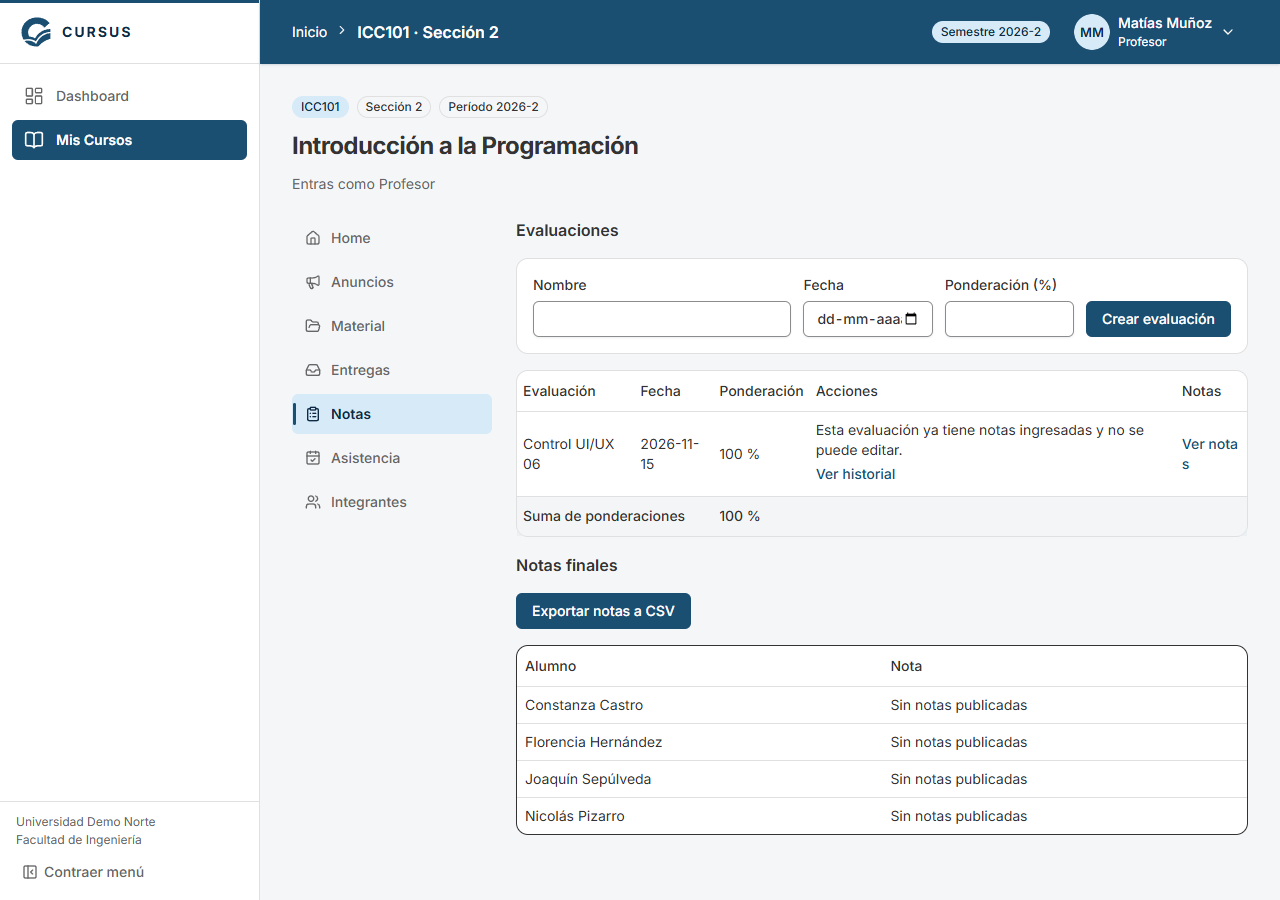 CURSUS
Inicio > ICC101 · Sección 2
Semestre 2026-2
MM
Matías Muñoz
Profesor
Dashboard
Mis Cursos
ICC101
Sección 2
Período 2026-2
Introducción a la Programación
Entras como Profesor
Home
Anuncios
Material
Entregas
Notas
Asistencia
Integrantes
Evaluaciones
Nombre
Fecha
Ponderación (%)
dd-mm-aaa
Crear evaluación
Evaluación Fecha Ponderación Acciones Notas
Control UI/UX
06
2026-11-
15
100 %
Esta evaluación ya tiene notas ingresadas y no se
puede editar.
Ver historial
Ver nota
s
Suma de ponderaciones 100 %
Notas finales
Exportar notas a CSV
Alumno Nota
Constanza Castro Sin notas publicadas
Florencia Hernández Sin notas publicadas
Joaquín Sepúlveda Sin notas publicadas
Nicolás Pizarro Sin notas publicadas
Universidad Demo Norte
Facultad de Ingeniería
Contraer menú